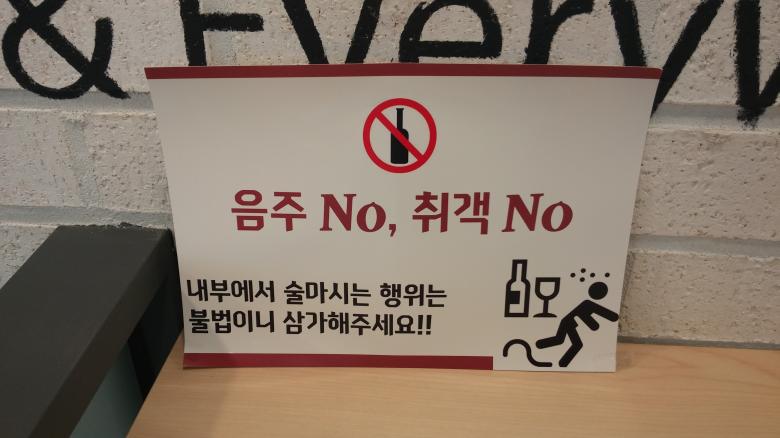 & Everyw
음주 No, 취객 No
내부에서 술마시는 행위는
불법이니 삼가해주세요!!